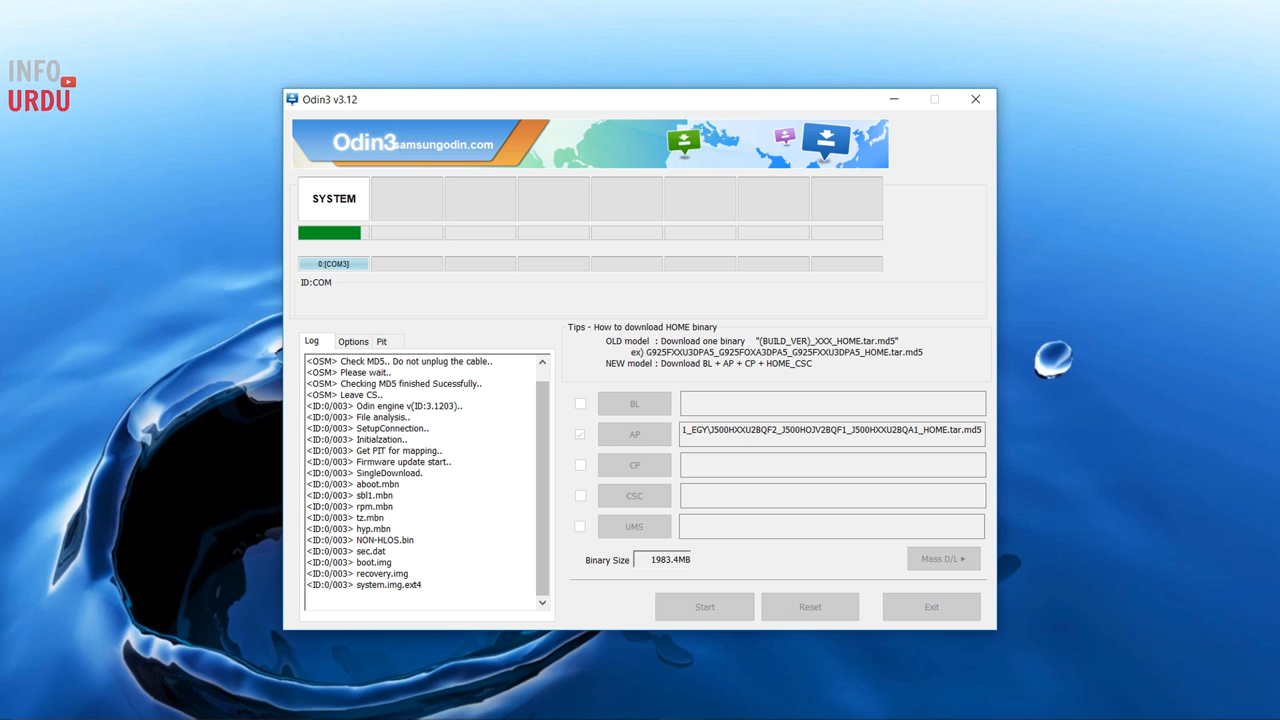 INFO
URDU
Odin3 v3.12
Odin3 samsungodin.com
SYSTEM
0:[COM3]
ID:COM
Log Options Pit
<OSM> Check MD5.. Do not unplug the cable..
<OSM> Please wait..
<OSM> Checking MD5 finished Sucessfully..
<OSM> Leave CS..
<ID:0/003> Odin engine v(ID:3.1203)..
<ID:0/003> File analysis..
<ID:0/003> SetupConnection..
<ID:0/003> Initialzation..
<ID:0/003> Get PIT for mapping..
<ID:0/003> Firmware update start..
<ID:0/003> SingleDownload.
<ID:0/003> aboot.mbn
<ID:0/003> sbl1.mbn
<ID:0/003> rpm.mbn
<ID:0/003> tz.mbn
<ID:0/003> hyp.mbn
<ID:0/003> NON-HLOS.bin
<ID:0/003> sec.dat
<ID:0/003> boot.img
<ID:0/003> recovery.img
<ID:0/003> system.img.ext4
Tips - How to download HOME binary
OLD model : Download one binary "(BUILD_VER)_XXX_HOME.tar.md5"
ex) G925FXXU3DPA5_G925FOXA3DPA5_G925FXXU3DPA5_HOME.tar.md5
NEW model : Download BL + AP + CP + HOME_CSC
BL
AP 1_EGY\J500HXXU2BQF2_J500HOJV2BQF1_J500HXXU2BQA1_HOME.tar.md5
CP
CSC
UMS
Binary Size 1983.4MB
Mass D/L
Start Reset Exit